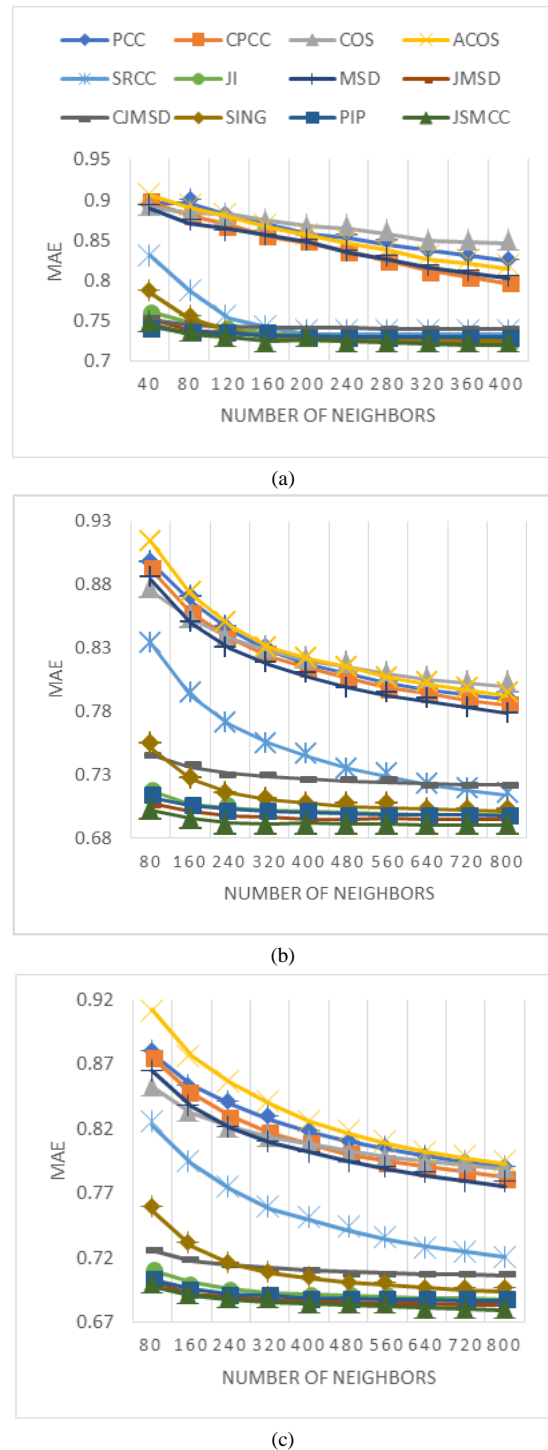 PCC CPCC COS ACOS
SRCC JI MSD JMSD
CJMSD SING PIP JSMCC
0.95
0.9
0.85
0.8
0.75
0.7
MAE
40 80 120 160 200 240 280 320 360 400
NUMBER OF NEIGHBORS
(a)
0.93
0.88
0.83
0.78
0.73
0.68
MAE
80 160 240 320 400 480 560 640 720 800
NUMBER OF NEIGHBORS
(b)
0.92
0.87
0.82
0.77
0.72
0.67
MAE
80 160 240 320 400 480 560 640 720 800
NUMBER OF NEIGHBORS
(c)